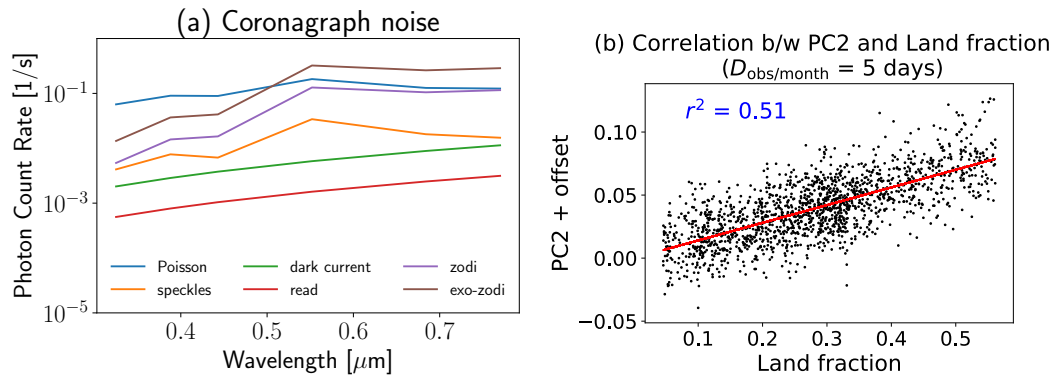 (a) Coronagraph noise
Photon Count Rate [1/s]
10⁻¹
10⁻³
10⁻⁵
Poisson
speckles
dark current
read
zodi
exo-zodi
0.4 0.5 0.6 0.7
Wavelength [μm]
(b) Correlation b/w PC2 and Land fraction
(D_obs/month = 5 days)
r² = 0.51
PC2 + offset
0.10
0.05
0.00
−0.05
0.1 0.2 0.3 0.4 0.5
Land fraction